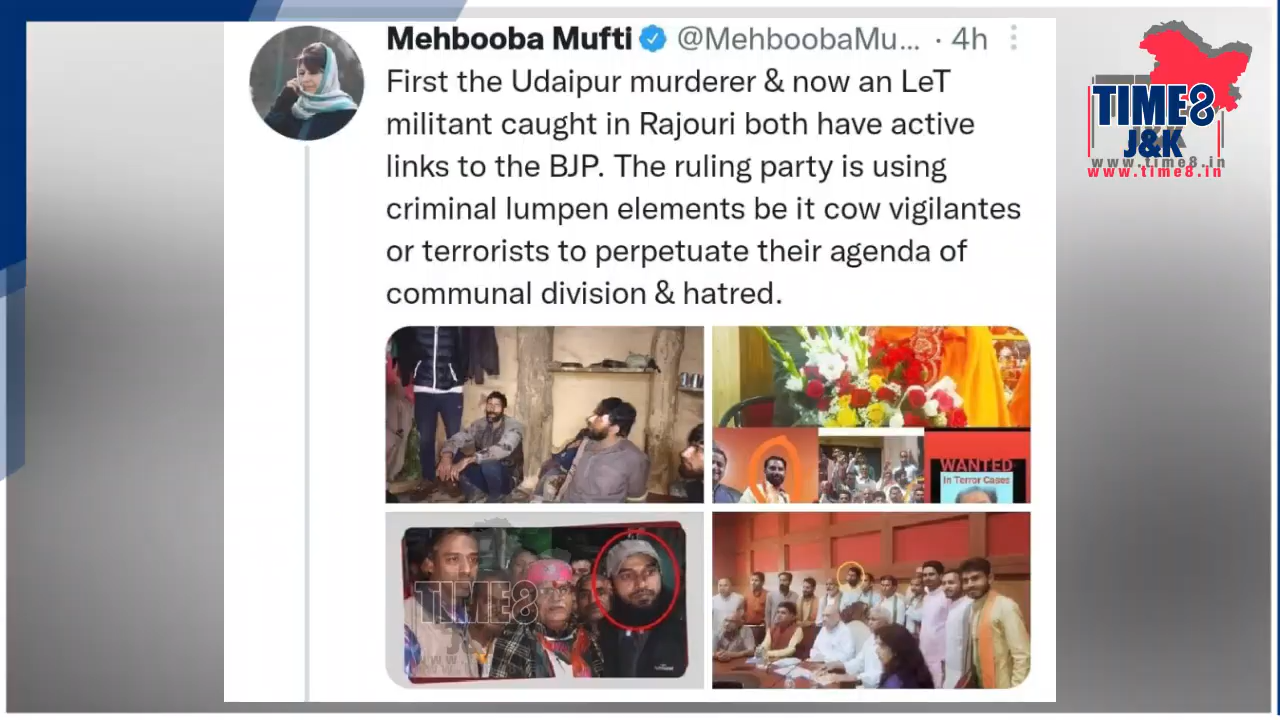 Mehbooba Mufti @MehboobaMu... · 4h
First the Udaipur murderer & now an LeT
militant caught in Rajouri both have active
links to the BJP. The ruling party is using
criminal lumpen elements be it cow vigilantes
or terrorists to perpetuate their agenda of
communal division & hatred.
TIME8
J&K
www.time8.in
www.time8.in
WANTED
In Terror Cases
TIME8
J&K